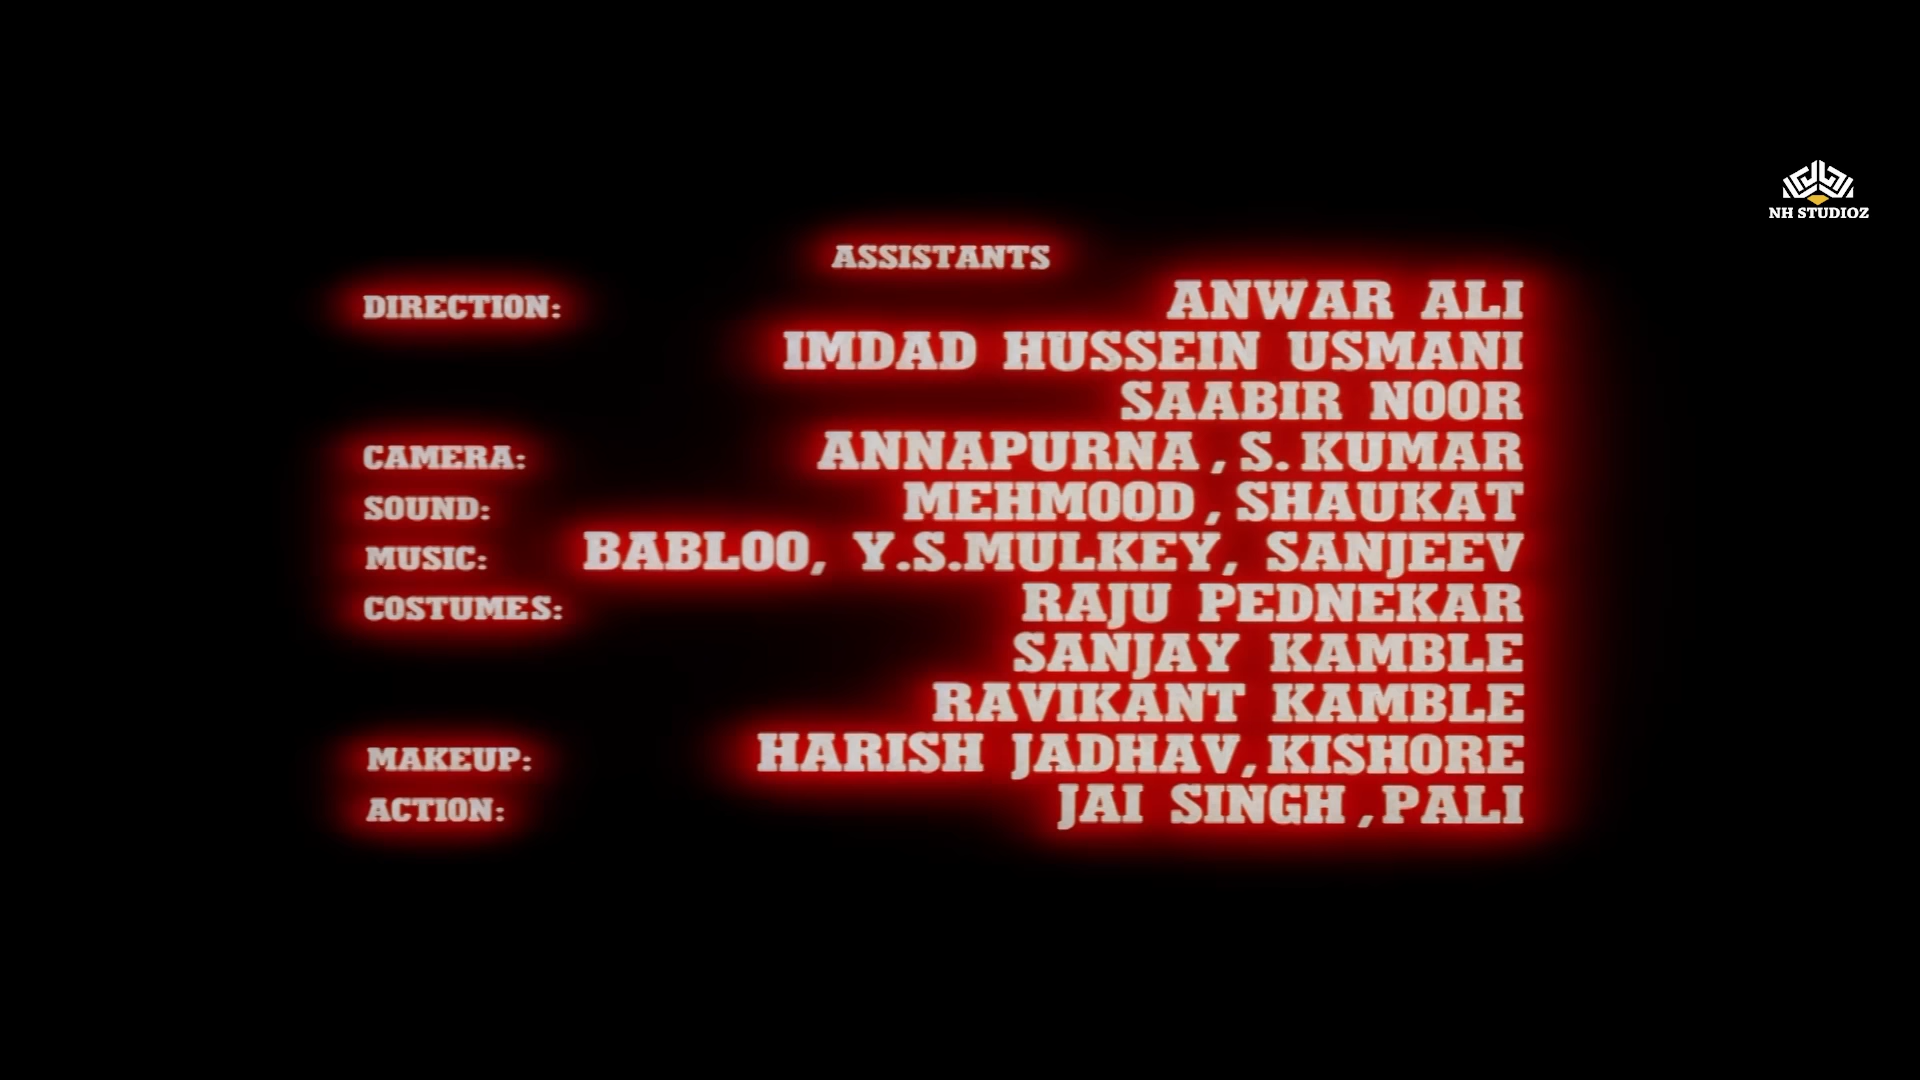 NH STUDIOZ
ASSISTANTS
DIRECTION: ANWAR ALI
IMDAD HUSSEIN USMANI
SAABIR NOOR
CAMERA: ANNAPURNA, S. KUMAR
SOUND: MEHMOOD, SHAUKAT
MUSIC: BABLOO, Y.S.MULKEY, SANJEEV
COSTUMES: RAJU PEDNEKAR
SANJAY KAMBLE
RAVIKANT KAMBLE
MAKEUP: HARISH JADHAV, KISHORE
ACTION: JAI SINGH, PALI